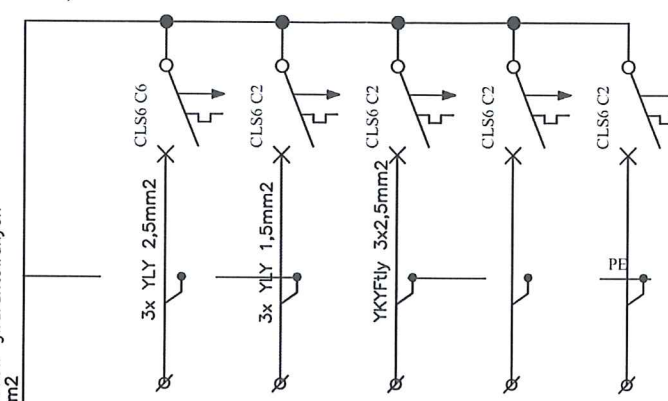 CLS6 C6
CLS6 C2
CLS6 C2
CLS6 C2
CLS6 C2
3x YLY 2,5mm2
3x YLY 1,5mm2
YKYFtly 3x2,5mm2
PE
m2